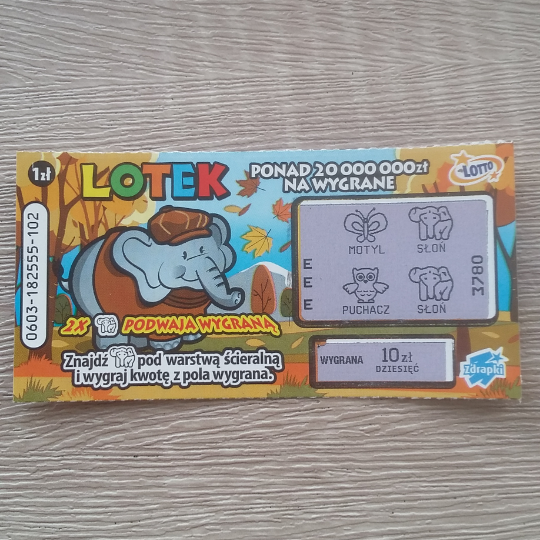 1zł
LOTEK
PONAD 20 000 000zł
NA WYGRANE
LOTTO
0603-182555-102
MOTYL SŁOŃ
E
E
E
PUCHACZ SŁOŃ
3780
2X PODWAJA WYGRANĄ
Znajdź pod warstwą ścieralną
i wygraj kwotę z pola wygrana.
WYGRANA 10zł
DZIESIĘĆ
Zdrapki